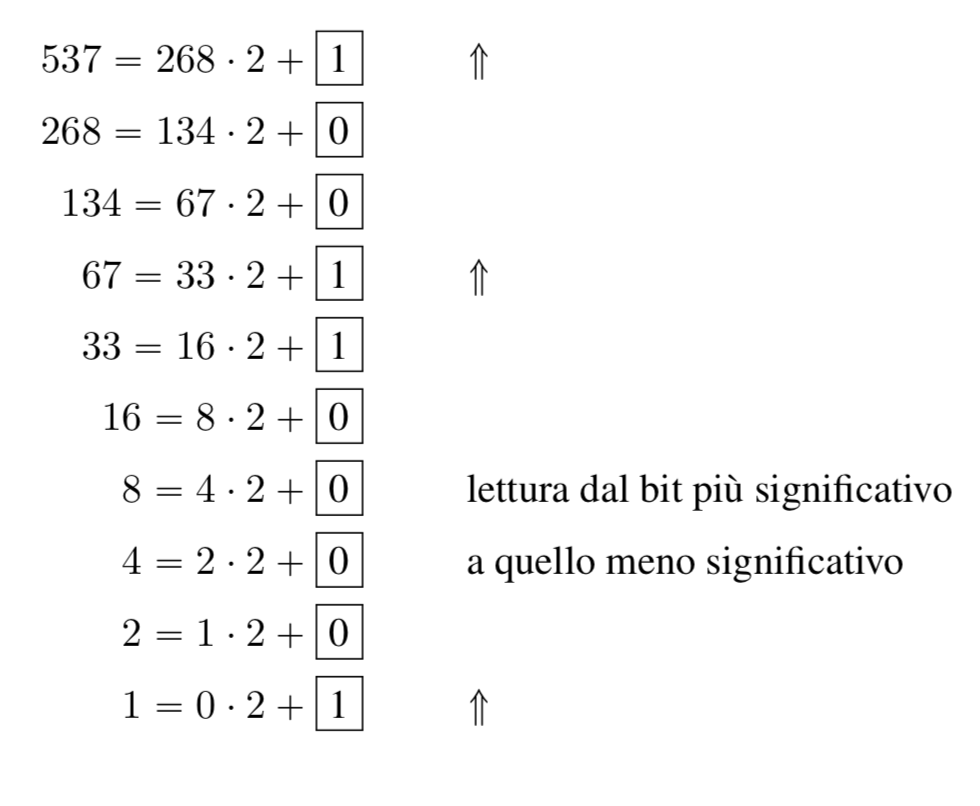 537 = 268 · 2 + 1 ⇑
268 = 134 · 2 + 0
134 = 67 · 2 + 0
67 = 33 · 2 + 1 ⇑
33 = 16 · 2 + 1
16 = 8 · 2 + 0
8 = 4 · 2 + 0 lettura dal bit più significativo
4 = 2 · 2 + 0 a quello meno significativo
2 = 1 · 2 + 0
1 = 0 · 2 + 1 ⇑